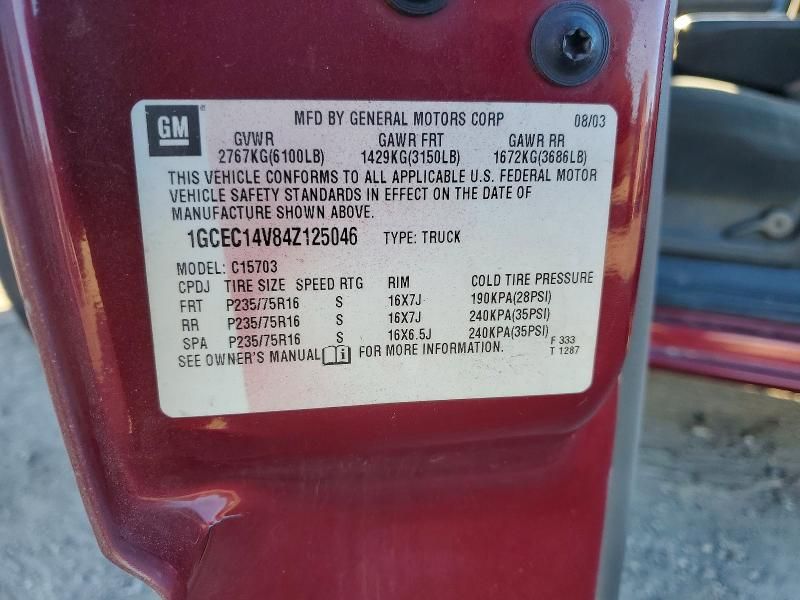 GM MFD BY GENERAL MOTORS CORP 08/03
GVWR GAWR FRT GAWR RR
2767KG(6100LB) 1429KG(3150LB) 1672KG(3686LB)
THIS VEHICLE CONFORMS TO ALL APPLICABLE U.S. FEDERAL MOTOR
VEHICLE SAFETY STANDARDS IN EFFECT ON THE DATE OF
MANUFACTURE SHOWN ABOVE.
1GCEC14V84Z125046 TYPE: TRUCK
MODEL: C15703
CPDJ TIRE SIZE SPEED RTG RIM COLD TIRE PRESSURE
FRT P235/75R16 S 16X7J 190KPA(28PSI)
RR P235/75R16 S 16X7J 240KPA(35PSI)
SPA P235/75R16 S 16X6.5J 240KPA(35PSI)
SEE OWNER'S MANUAL FOR MORE INFORMATION.
F 333
T 1287